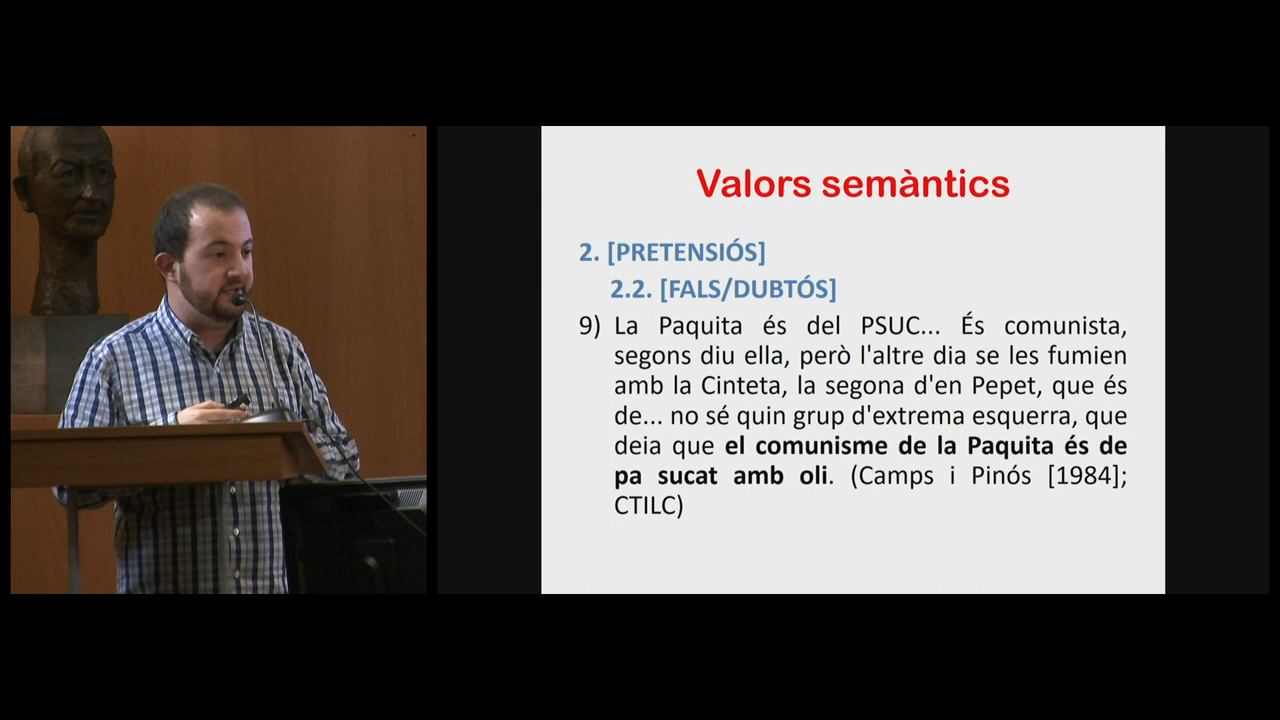 Valors semàntics
2. [PRETENSIÓS]
2.2. [FALS/DUBTÓS]
9) La Paquita és del PSUC... És comunista,
segons diu ella, però l'altre dia se les fumien
amb la Cinteta, la segona d'en Pepet, que és
de... no sé quin grup d'extrema esquerra, que
deia que el comunisme de la Paquita és de
pa sucat amb oli. (Camps i Pinós [1984];
CTILC)